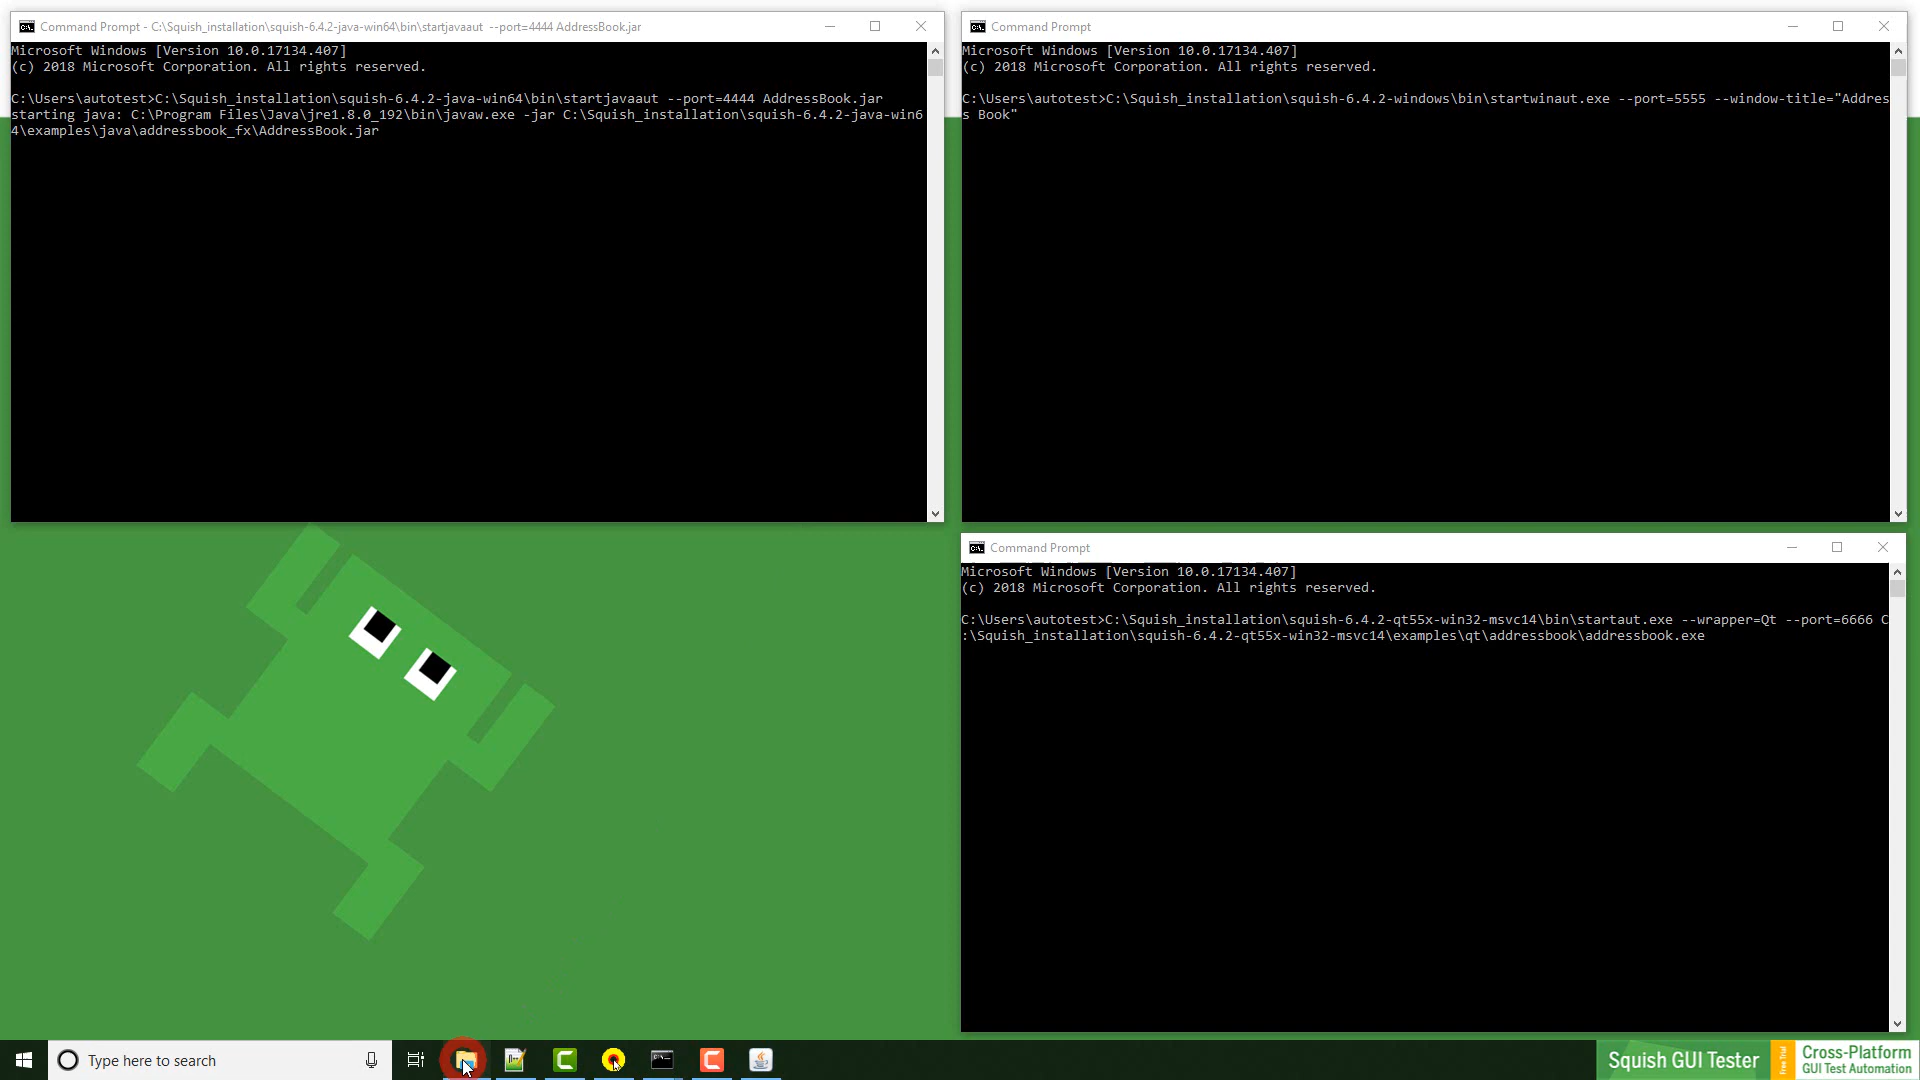 Command Prompt - C:\Squish_installation\squish-6.4.2-java-win64\bin\startjavaaut  --port=4444 AddressBook.jar
Microsoft Windows [Version 10.0.17134.407]
(c) 2018 Microsoft Corporation. All rights reserved.
C:\Users\autotest>C:\Squish_installation\squish-6.4.2-java-win64\bin\startjavaaut --port=4444 AddressBook.jar
starting java: C:\Program Files\Java\jre1.8.0_192\bin\javaw.exe -jar C:\Squish_installation\squish-6.4.2-java-win6
4\examples\java\addressbook_fx\AddressBook.jar
Command Prompt
Microsoft Windows [Version 10.0.17134.407]
(c) 2018 Microsoft Corporation. All rights reserved.
C:\Users\autotest>C:\Squish_installation\squish-6.4.2-windows\bin\startwinaut.exe --port=5555 --window-title="Addres
s Book"
Command Prompt
Microsoft Windows [Version 10.0.17134.407]
(c) 2018 Microsoft Corporation. All rights reserved.
C:\Users\autotest>C:\Squish_installation\squish-6.4.2-qt55x-win32-msvc14\bin\startaut.exe --wrapper=Qt --port=6666 C
:\Squish_installation\squish-6.4.2-qt55x-win32-msvc14\examples\qt\addressbook\addressbook.exe
Type here to search
Squish GUI Tester
Free Trial
Cross-Platform
GUI Test Automation